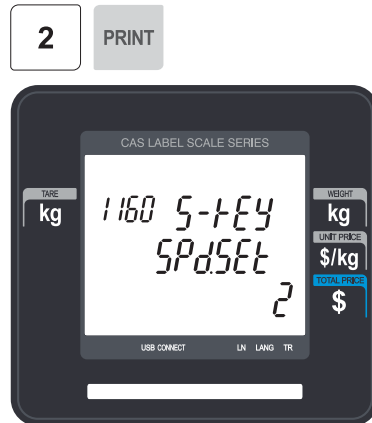 2 PRINT
CAS LABEL SCALE SERIES
TARE
kg
1160 S-KEY
SPd.SEt
2
WEIGHT
kg
UNIT PRICE
$/kg
TOTAL PRICE
$
USB CONNECT LN LANG TR